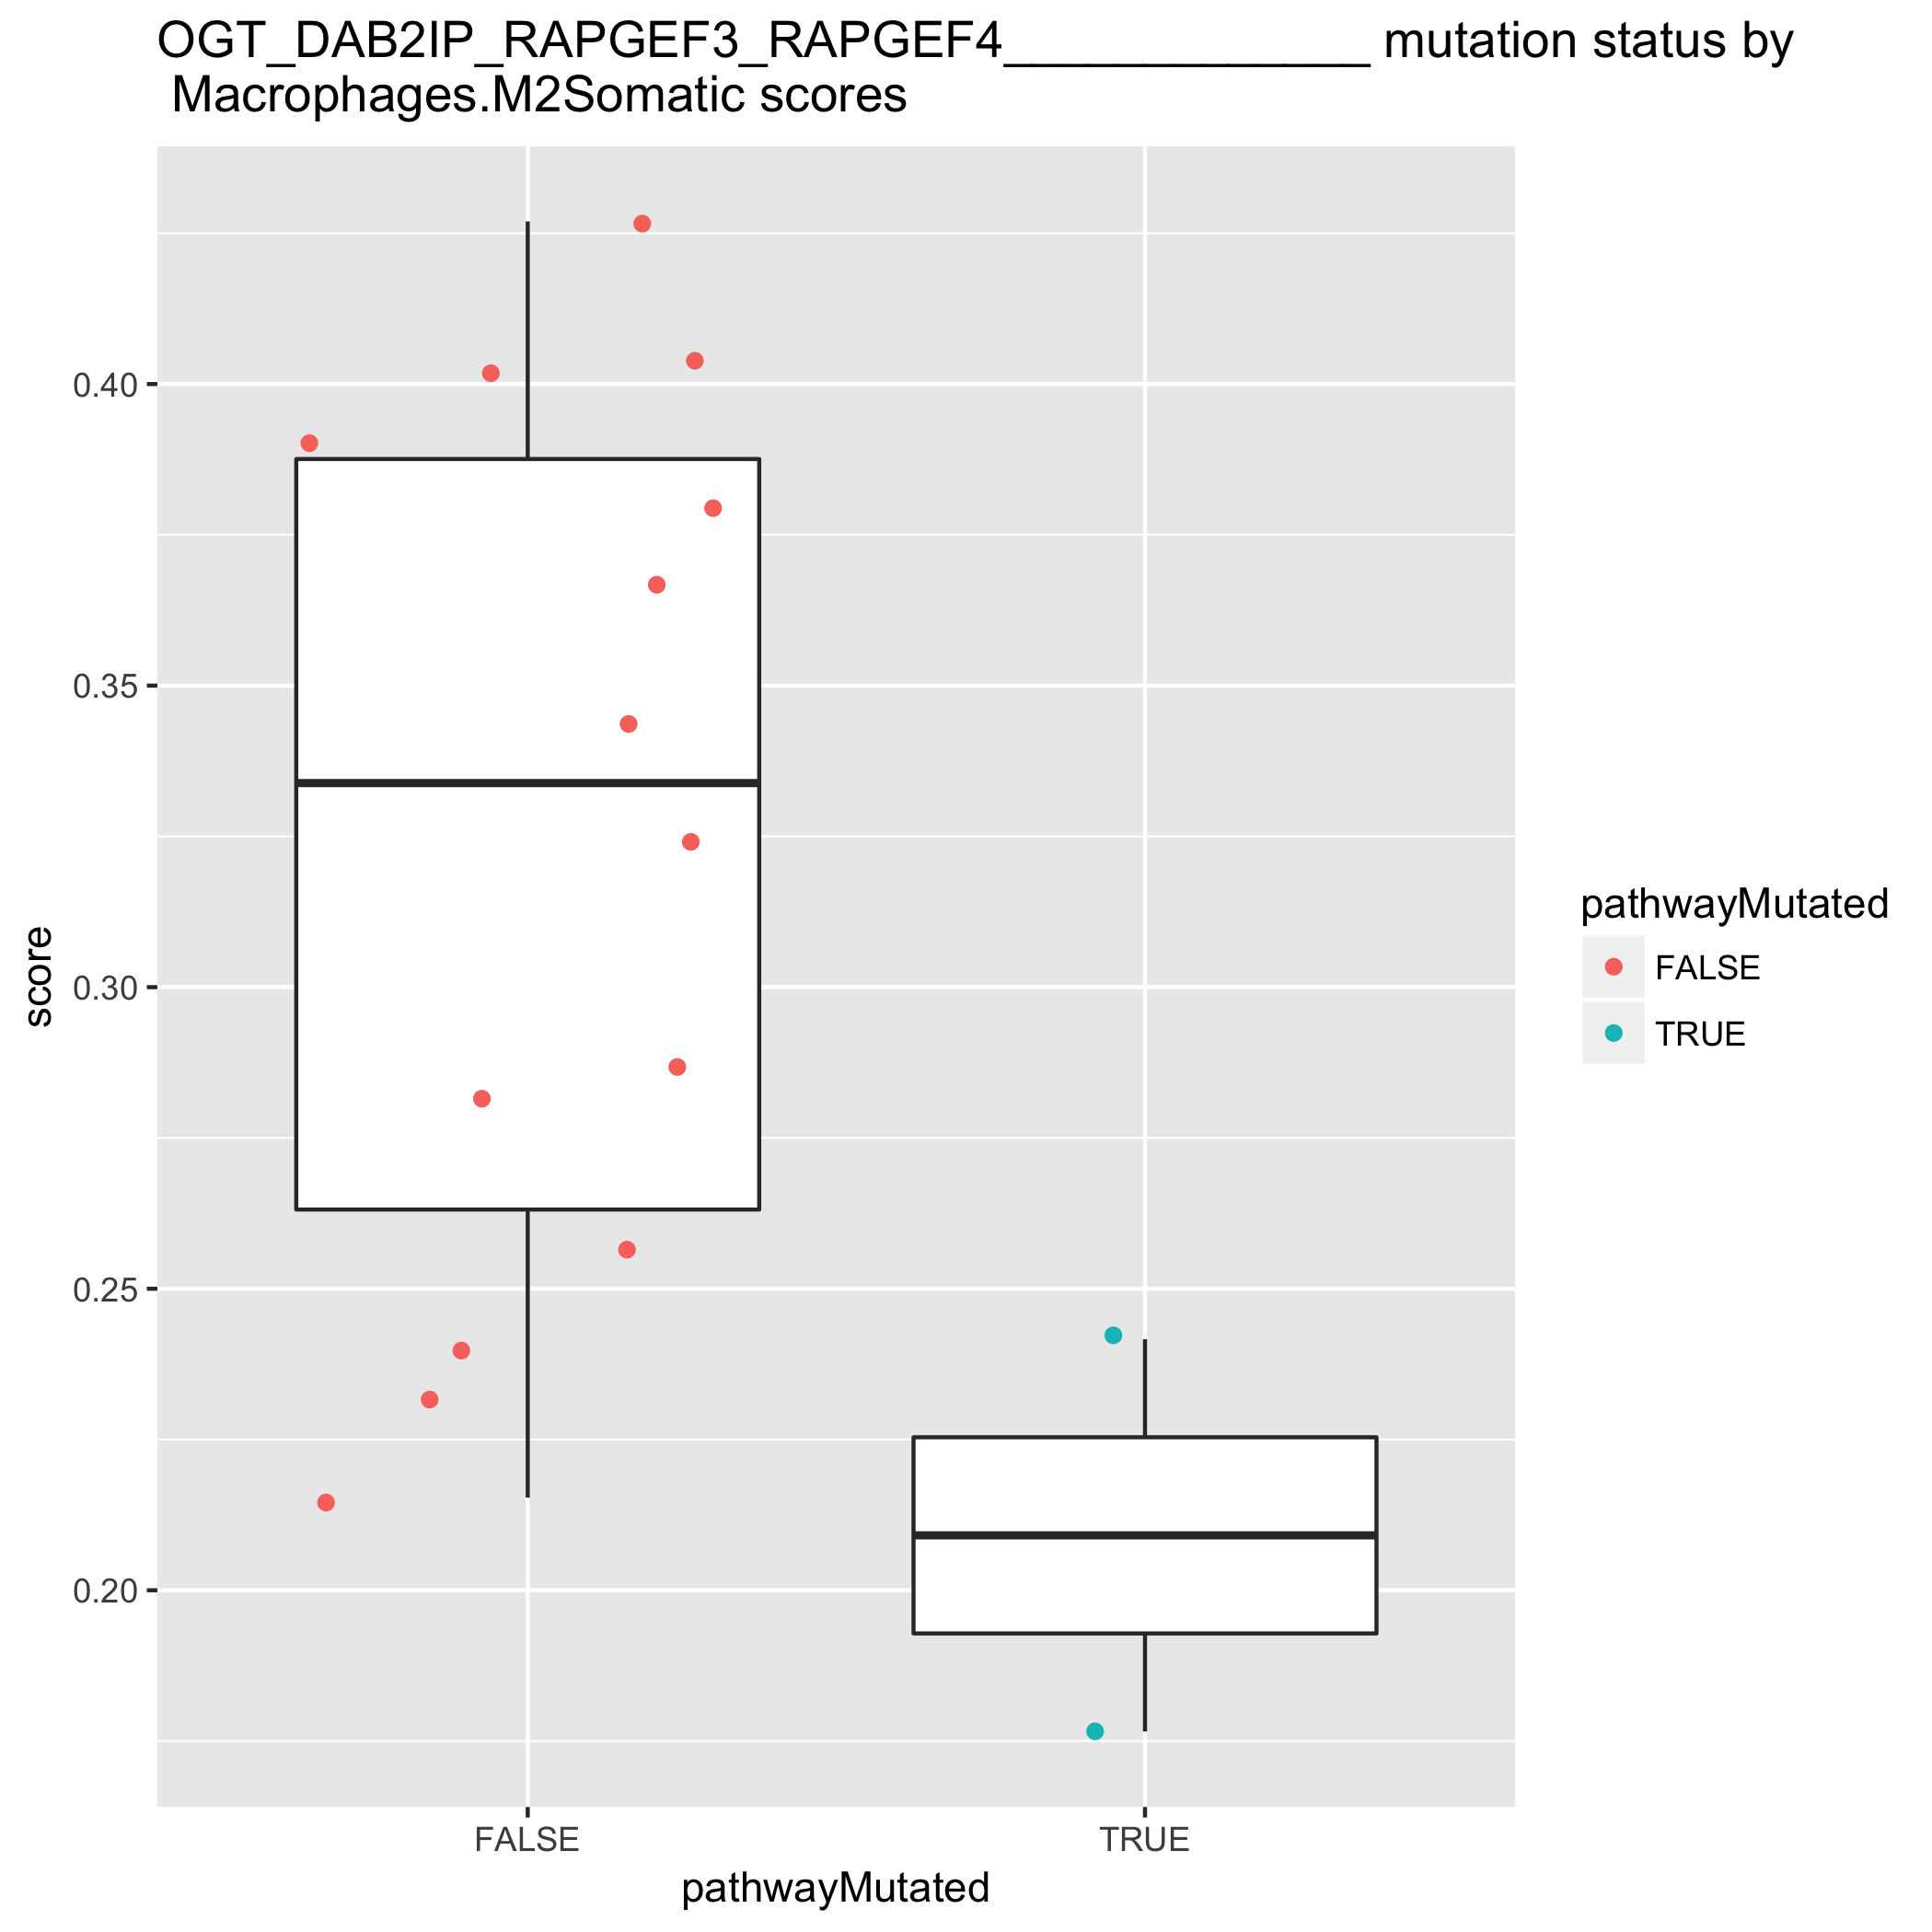 OGT_DAB2IP_RAPGEF3_RAPGEF4_____________ mutation status by
Macrophages.M2Somatic scores
0.40
0.35
0.30
0.25
0.20
score
FALSE
TRUE
pathwayMutated
pathwayMutated
FALSE
TRUE